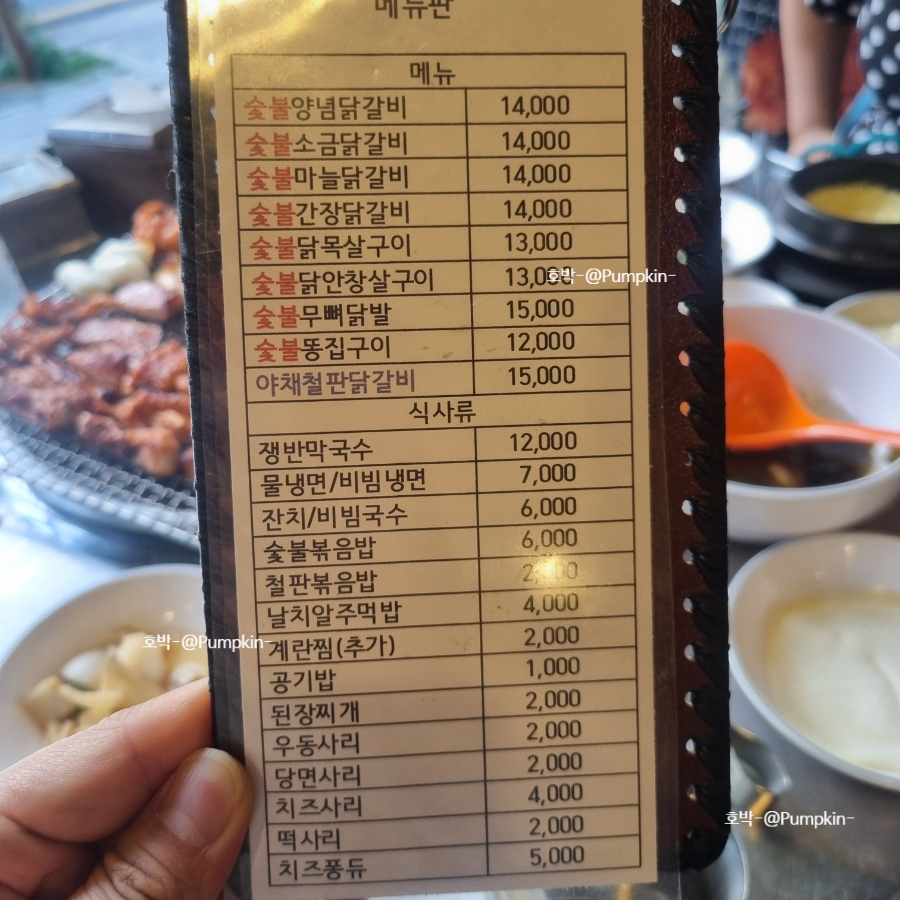 메뉴판
메뉴
숯불양념닭갈비 14,000
숯불소금닭갈비 14,000
숯불마늘닭갈비 14,000
숯불간장닭갈비 14,000
숯불닭목살구이 13,000
숯불닭안창살구이 13,000
호박-@Pumpkin-
숯불무뼈닭발 15,000
숯불똥집구이 12,000
야채철판닭갈비 15,000
식사류
쟁반막국수 12,000
물냉면/비빔냉면 7,000
잔치/비빔국수 6,000
숯불볶음밥 6,000
철판볶음밥
날치알주먹밥 4,000
호박-@Pumpkin-
계란찜(추가) 2,000
공기밥 1,000
된장찌개 2,000
우동사리 2,000
당면사리 2,000
치즈사리 4,000
떡사리 2,000
치즈퐁듀 5,000
호박-@Pumpkin-